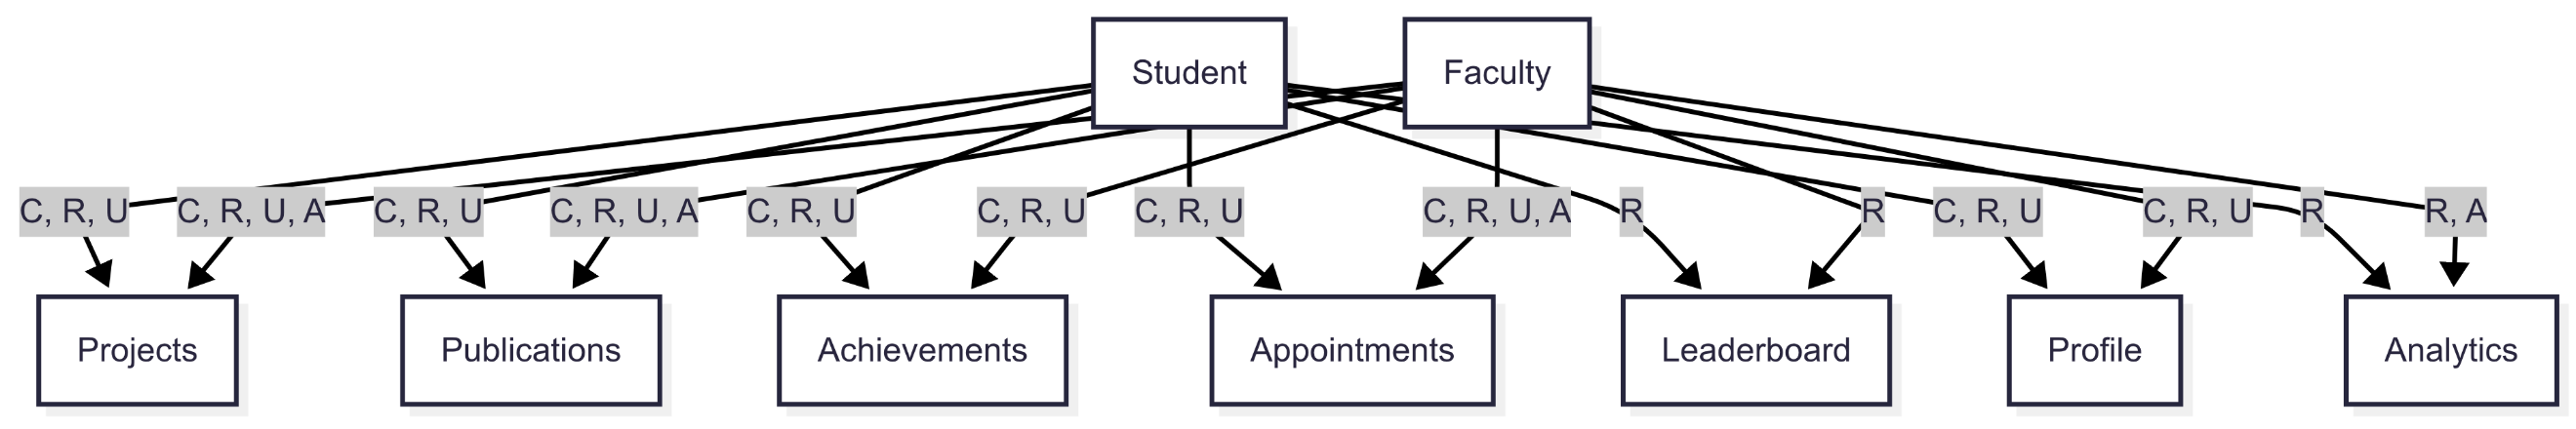 Student
Faculty
C, R, U
C, R, U, A
C, R, U
C, R, U, A
C, R, U
C, R, U
C, R, U
C, R, U, A
R
R
C, R, U
C, R, U
R
R, A
Projects
Publications
Achievements
Appointments
Leaderboard
Profile
Analytics